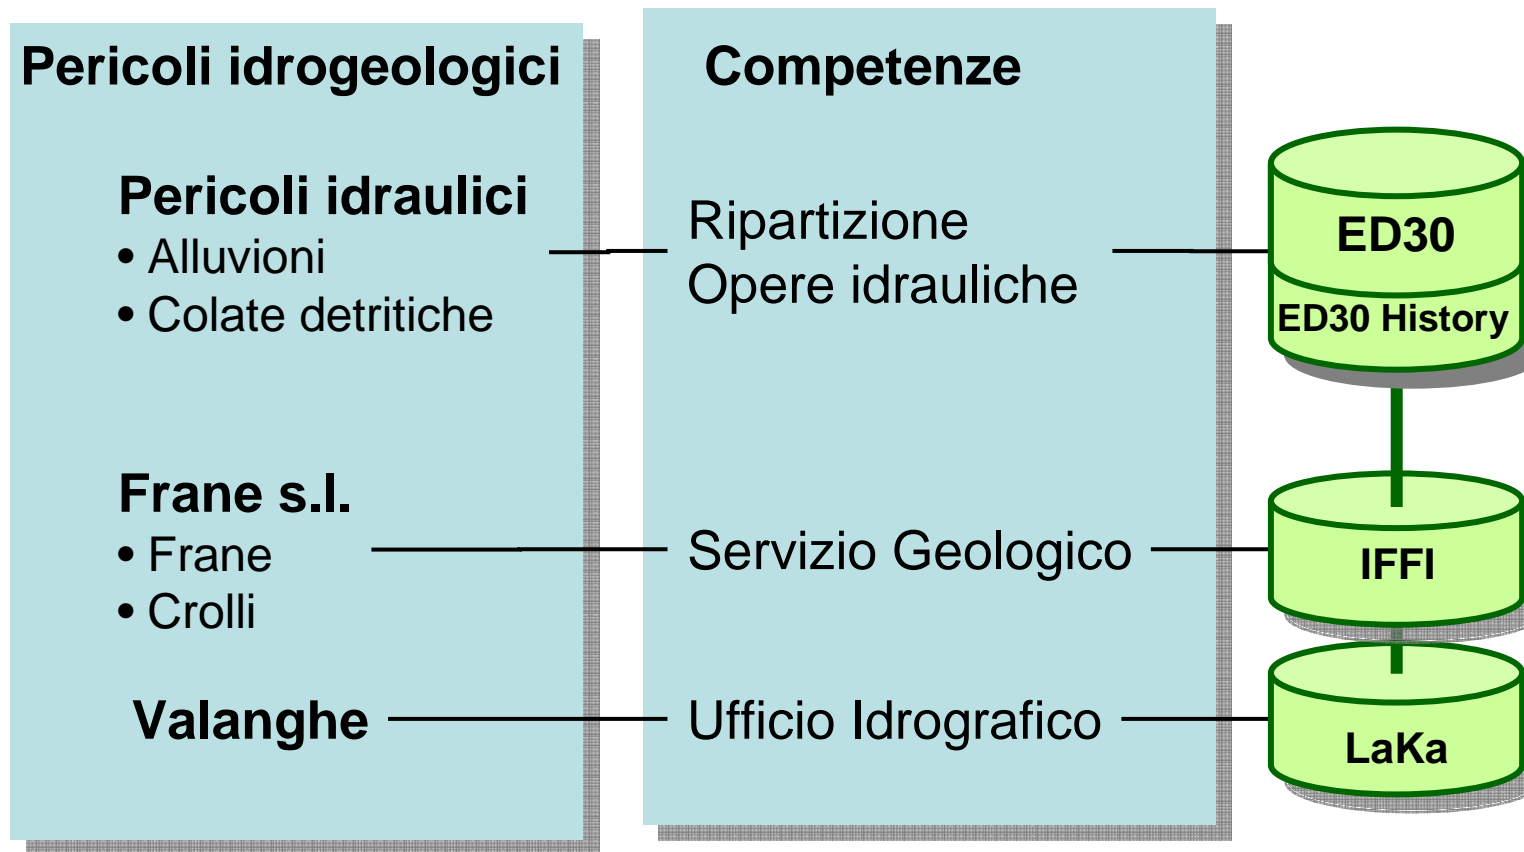 Pericoli idrogeologici
Competenze
Pericoli idraulici
• Alluvioni
• Colate detritiche
Ripartizione
Opere idrauliche
ED30
ED30 History
Frane s.l.
• Frane
• Crolli
Servizio Geologico
IFFI
Valanghe
Ufficio Idrografico
LaKa